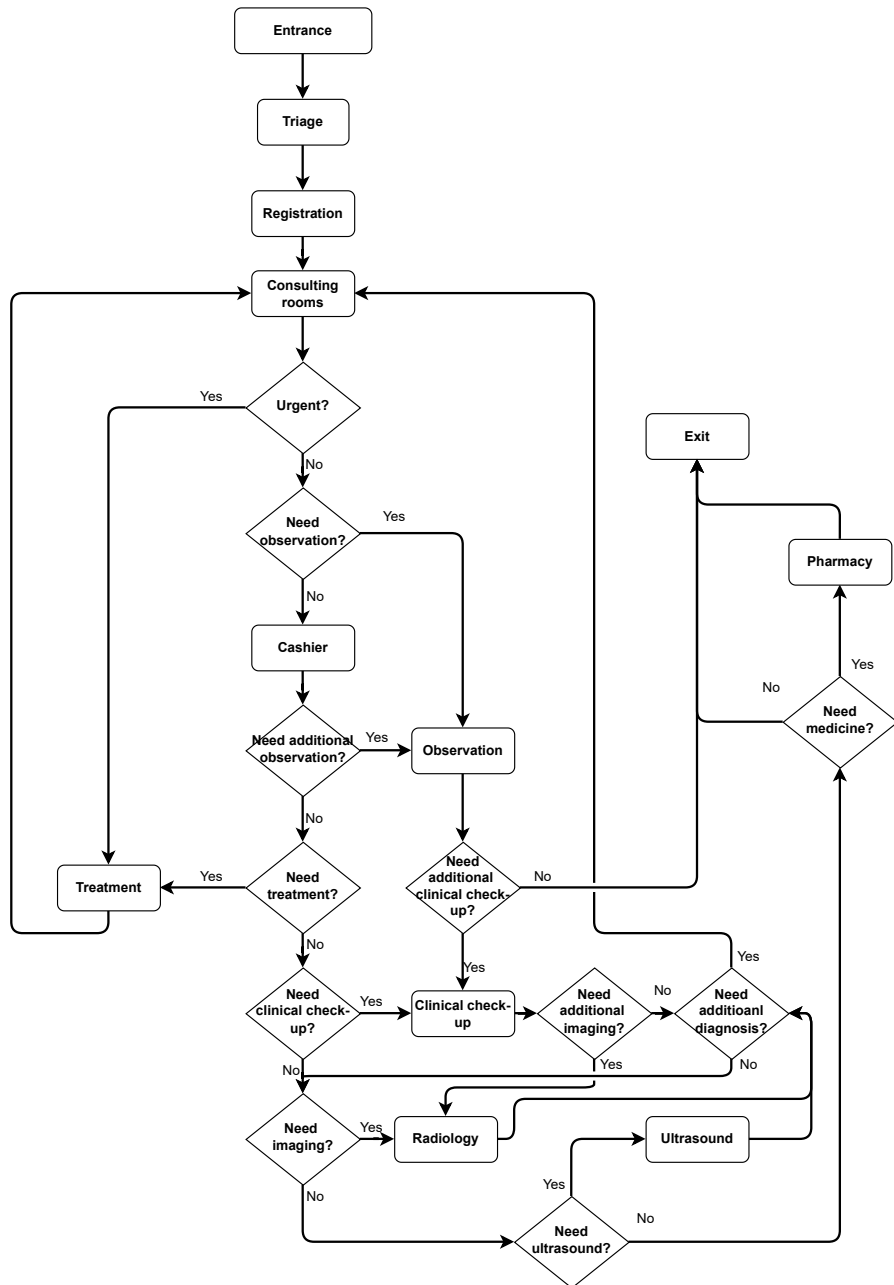 Entrance
Triage
Registration
Consulting
rooms
Yes
Urgent?
Exit
No
Need
observation?
Yes
Pharmacy
No
Cashier
Yes
No
Need
medicine?
Need additional
observation?
Yes
Observation
No
Need
treatment?
Yes
Treatment
Need
additional
clinical check-
up?
No
No
Yes
Yes
Need
clinical check-
up?
Yes
Clinical check-
up
Need
additional
imaging?
No
Need
additioanl
diagnosis?
No
Yes
No
Need
imaging?
Yes
Radiology
Ultrasound
No
Yes
Need
ultrasound?
No